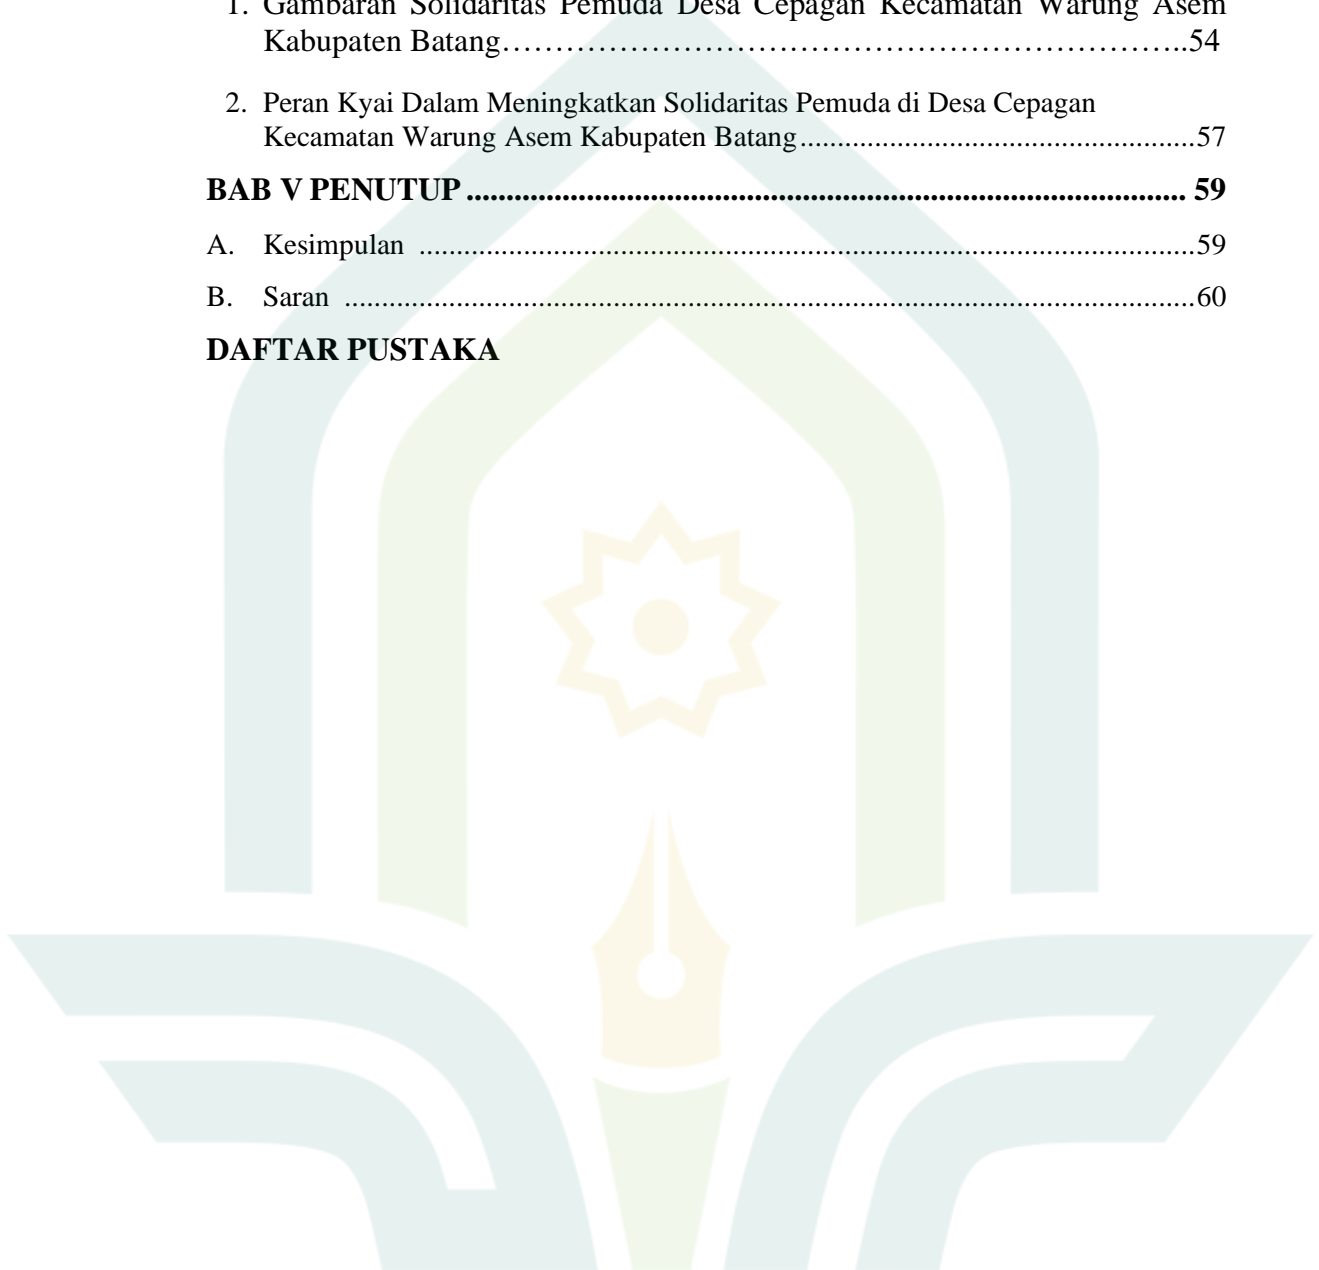 1. Gambaran Solidaritas Pemuda Desa Cepagan Kecamatan Warung Asem
Kabupaten Batang…………………………………………………………..54
2. Peran Kyai Dalam Meningkatkan Solidaritas Pemuda di Desa Cepagan
Kecamatan Warung Asem Kabupaten Batang.....................................................57
BAB V PENUTUP............................................................................................. 59
A. Kesimpulan ........................................................................................................59
B. Saran ..................................................................................................................60
DAFTAR PUSTAKA